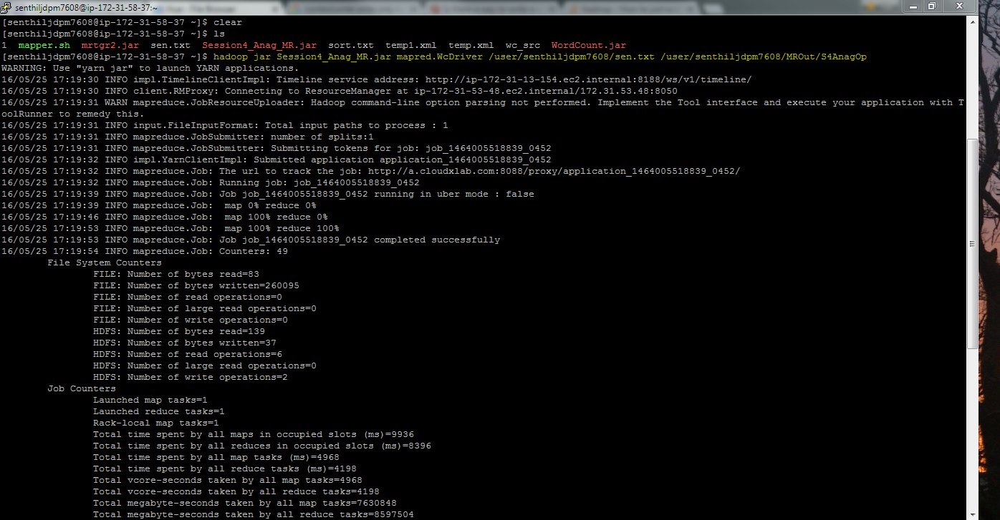 senthiljdpm7608@ip-172-31-58-37:~
[senthiljdpm7608@ip-172-31-58-37 ~]$ clear
[senthiljdpm7608@ip-172-31-58-37 ~]$ ls
1  mapper.sh  mrtgr2.jar  sen.txt  Session4_Anag_MR.jar  sort.txt  temp1.xml  temp.xml  wc_src  WordCount.jar
[senthiljdpm7608@ip-172-31-58-37 ~]$ hadoop jar Session4_Anag_MR.jar mapred.WcDriver /user/senthiljdpm7608/sen.txt /user/senthiljdpm7608/MROut/S4AnagOp
WARNING: Use "yarn jar" to launch YARN applications.
16/05/25 17:19:30 INFO impl.TimelineClientImpl: Timeline service address: http://ip-172-31-13-154.ec2.internal:8188/ws/v1/timeline/
16/05/25 17:19:30 INFO client.RMProxy: Connecting to ResourceManager at ip-172-31-53-48.ec2.internal/172.31.53.48:8050
16/05/25 17:19:31 WARN mapreduce.JobResourceUploader: Hadoop command-line option parsing not performed. Implement the Tool interface and execute your application with T
oolRunner to remedy this.
16/05/25 17:19:31 INFO input.FileInputFormat: Total input paths to process : 1
16/05/25 17:19:31 INFO mapreduce.JobSubmitter: number of splits:1
16/05/25 17:19:31 INFO mapreduce.JobSubmitter: Submitting tokens for job: job_1464005518839_0452
16/05/25 17:19:32 INFO impl.YarnClientImpl: Submitted application application_1464005518839_0452
16/05/25 17:19:32 INFO mapreduce.Job: The url to track the job: http://a.cloudxlab.com:8088/proxy/application_1464005518839_0452/
16/05/25 17:19:32 INFO mapreduce.Job: Running job: job_1464005518839_0452
16/05/25 17:19:39 INFO mapreduce.Job: Job job_1464005518839_0452 running in uber mode : false
16/05/25 17:19:39 INFO mapreduce.Job:  map 0% reduce 0%
16/05/25 17:19:46 INFO mapreduce.Job:  map 100% reduce 0%
16/05/25 17:19:53 INFO mapreduce.Job:  map 100% reduce 100%
16/05/25 17:19:53 INFO mapreduce.Job: Job job_1464005518839_0452 completed successfully
16/05/25 17:19:54 INFO mapreduce.Job: Counters: 49
File System Counters
FILE: Number of bytes read=83
FILE: Number of bytes written=260095
FILE: Number of read operations=0
FILE: Number of large read operations=0
FILE: Number of write operations=0
HDFS: Number of bytes read=139
HDFS: Number of bytes written=37
HDFS: Number of read operations=6
HDFS: Number of large read operations=0
HDFS: Number of write operations=2
Job Counters
Launched map tasks=1
Launched reduce tasks=1
Rack-local map tasks=1
Total time spent by all maps in occupied slots (ms)=9936
Total time spent by all reduces in occupied slots (ms)=8396
Total time spent by all map tasks (ms)=4968
Total time spent by all reduce tasks (ms)=4198
Total vcore-seconds taken by all map tasks=4968
Total vcore-seconds taken by all reduce tasks=4198
Total megabyte-seconds taken by all map tasks=7630848
Total megabyte-seconds taken by all reduce tasks=8597504